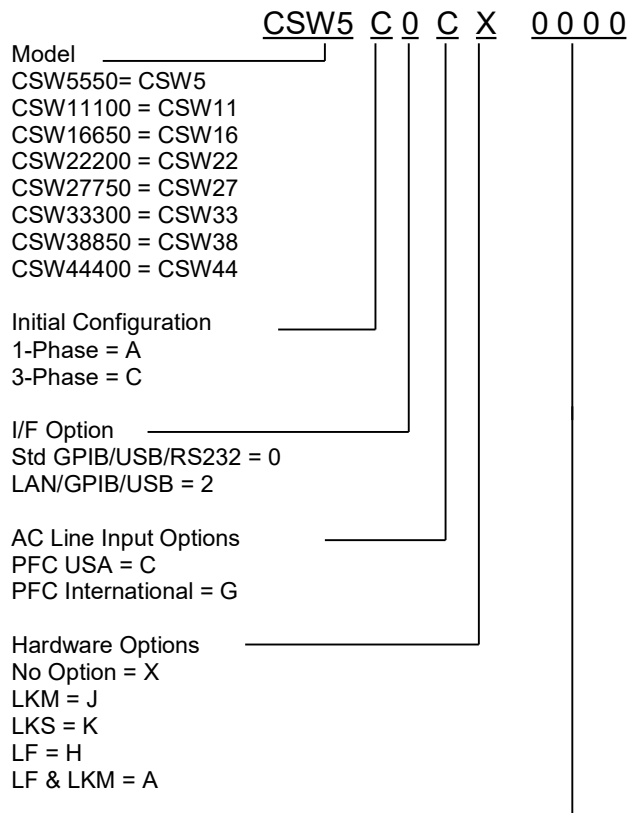 CSW5 C 0 C X 0 0 0 0
Model
CSW5550= CSW5
CSW11100 = CSW11
CSW16650 = CSW16
CSW22200 = CSW22
CSW27750 = CSW27
CSW33300 = CSW33
CSW38850 = CSW38
CSW44400 = CSW44
Initial Configuration
1-Phase = A
3-Phase = C
I/F Option
Std GPIB/USB/RS232 = 0
LAN/GPIB/USB = 2
AC Line Input Options
PFC USA = C
PFC International = G
Hardware Options
No Option = X
LKM = J
LKS = K
LF = H
LF & LKM = A